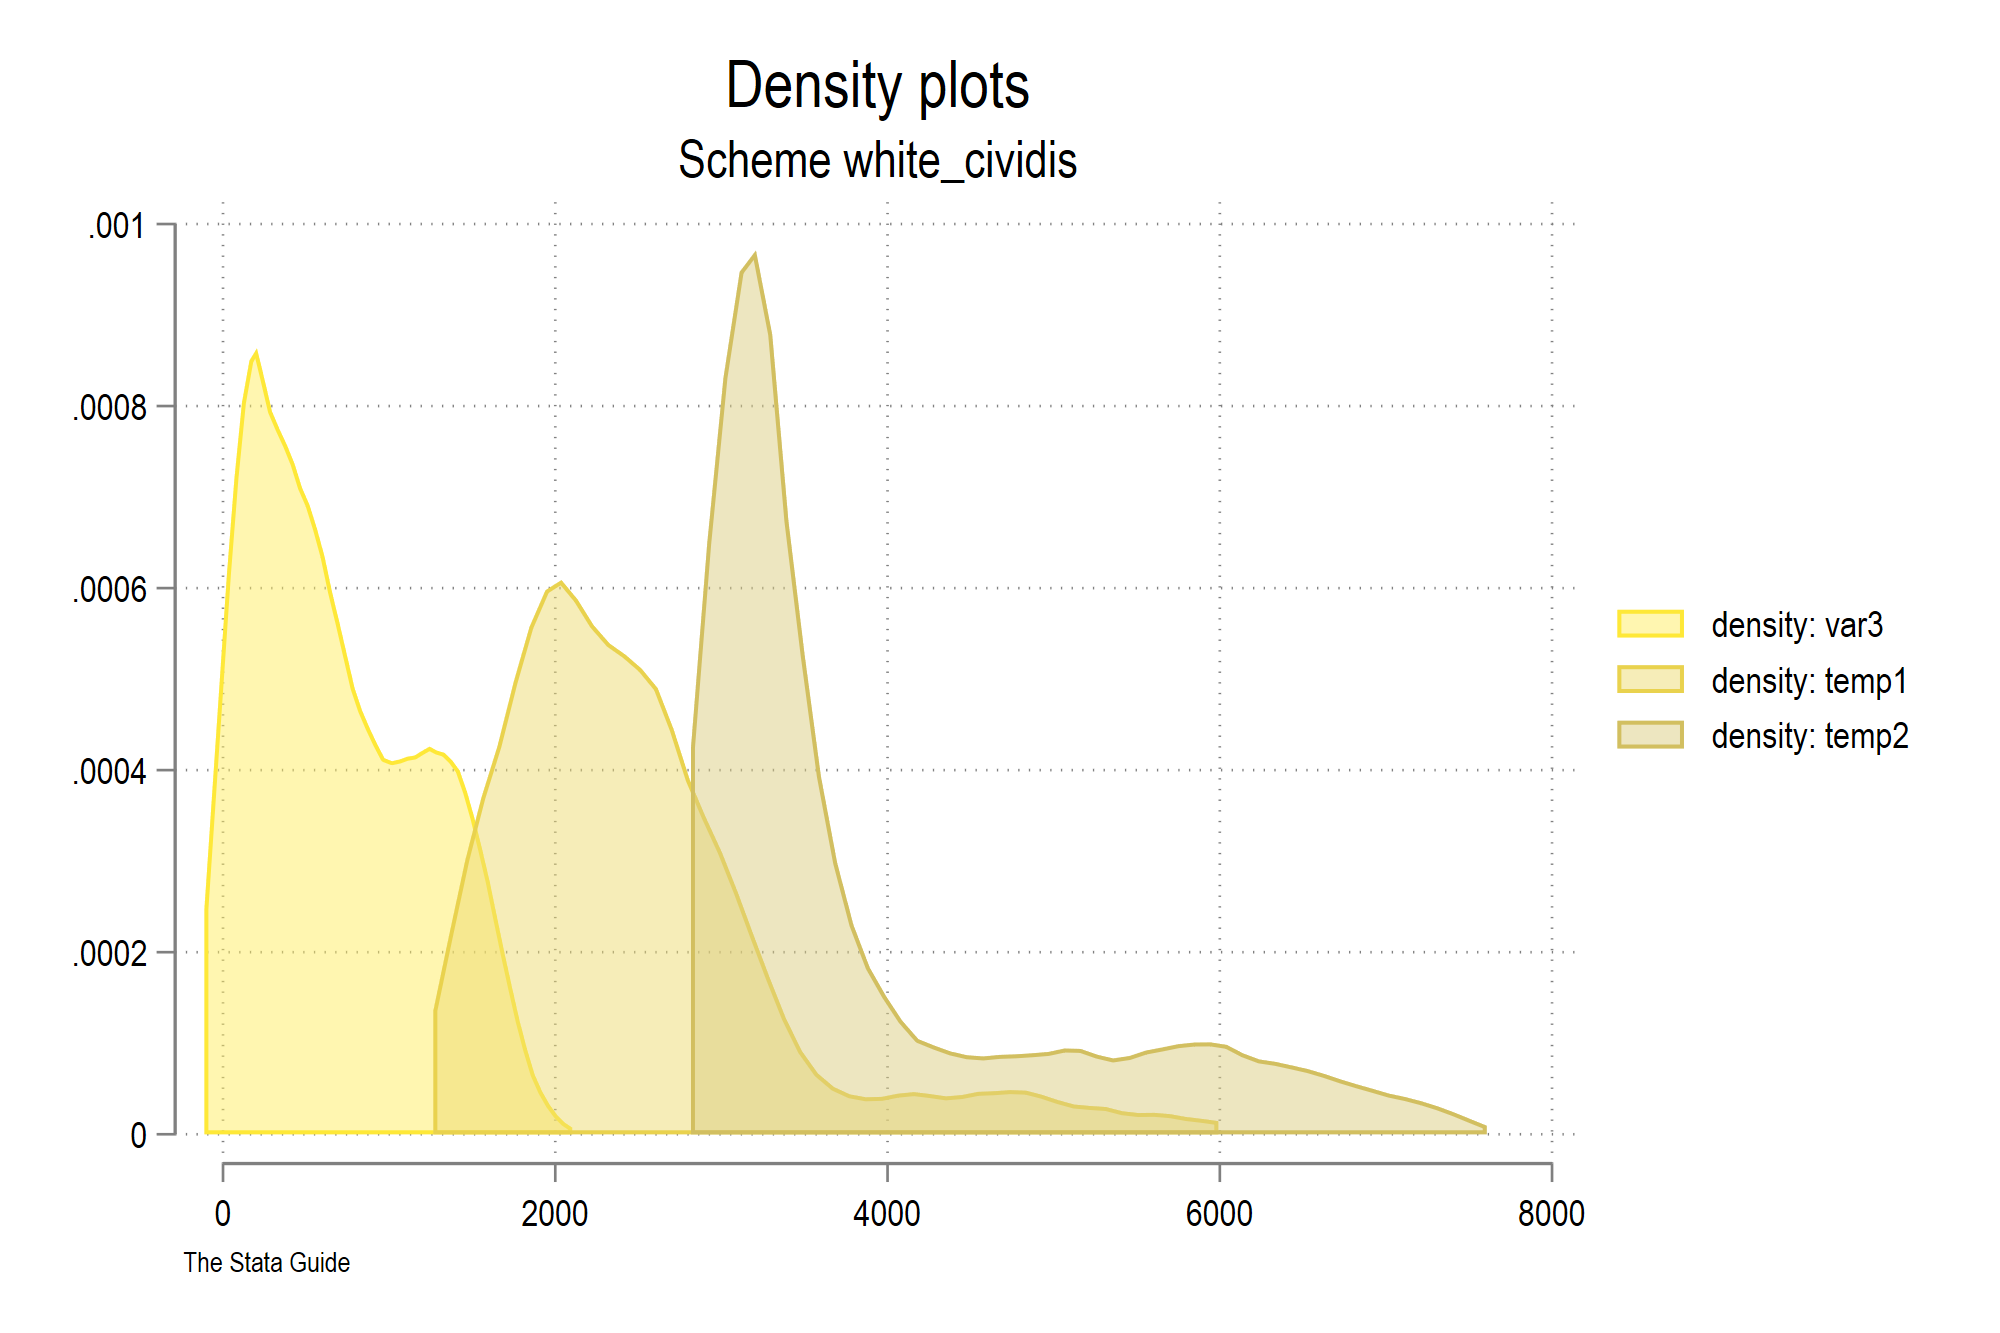 Density plots
Scheme white_cividis
.001
.0008
.0006
.0004
.0002
0
0 2000 4000 6000 8000
density: var3
density: temp1
density: temp2
The Stata Guide